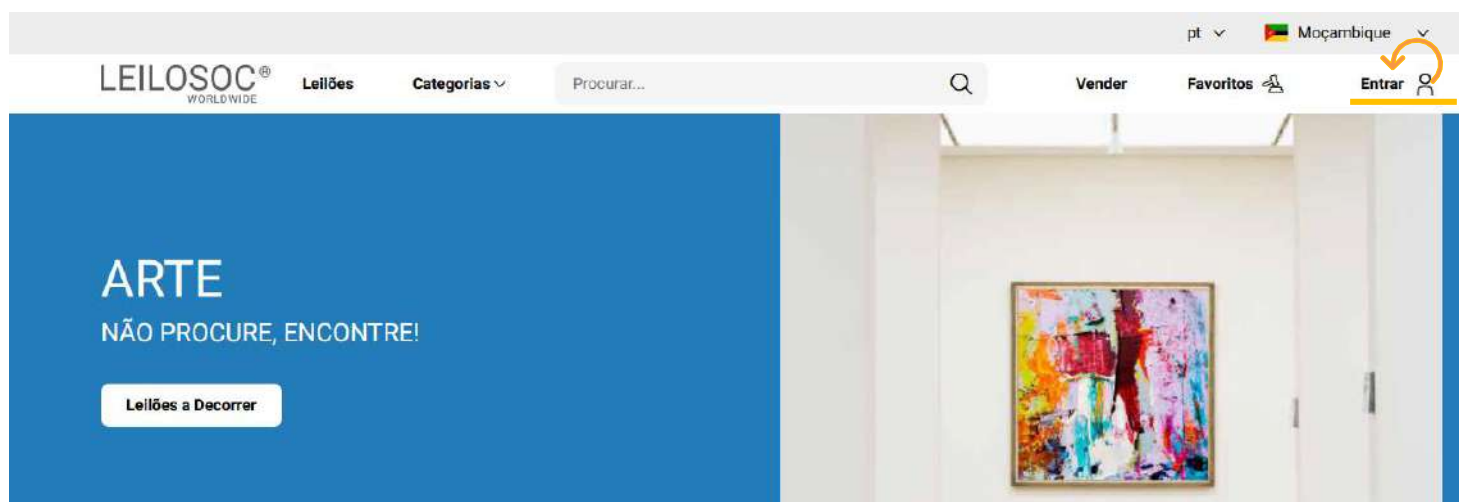 pt Moçambique
LEILOSOC® Leilões Categorias Procurar... Vender Favoritos Entrar
WORLDWIDE
ARTE
NÃO PROCURE, ENCONTRE!
Leilões a Decorrer